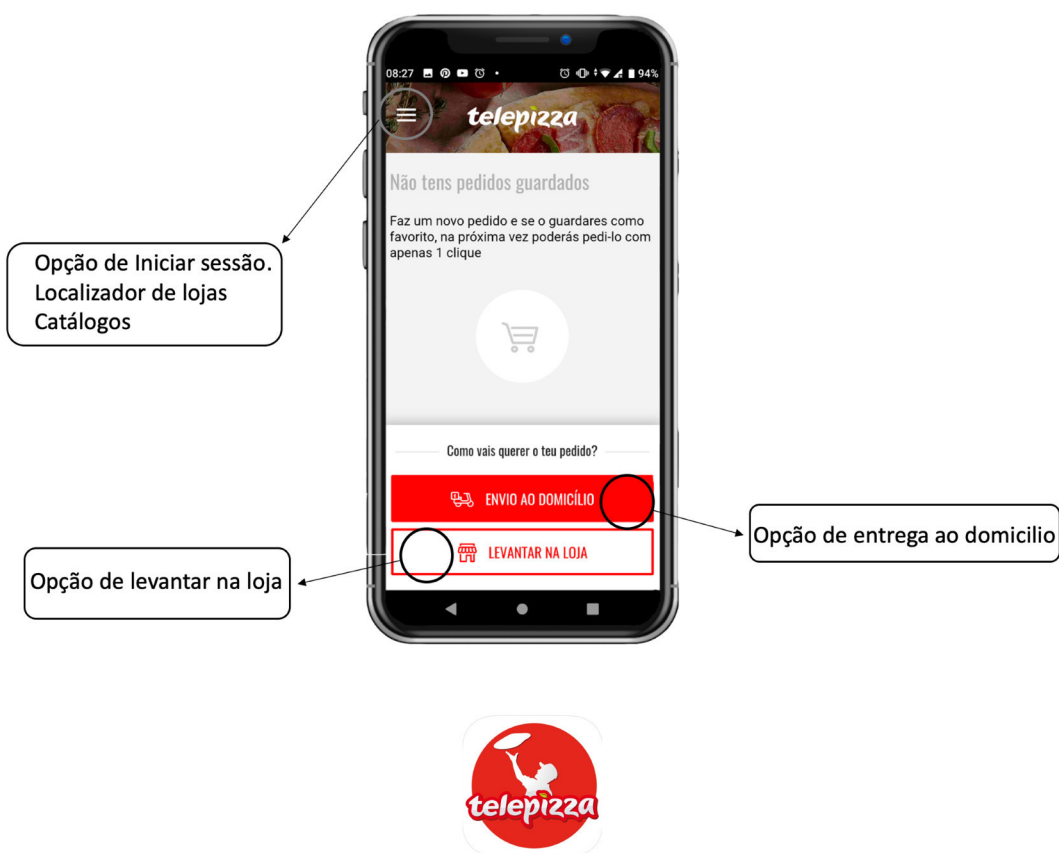 08:27
94%
telepizza
Não tens pedidos guardados
Faz um novo pedido e se o guardares como
favorito, na próxima vez poderás pedi-lo com
apenas 1 clique
Opção de Iniciar sessão.
Localizador de lojas
Catálogos
Como vais querer o teu pedido?
ENVIO AO DOMICÍLIO
Opção de entrega ao domicilio
LEVANTAR NA LOJA
Opção de levantar na loja
telepizza